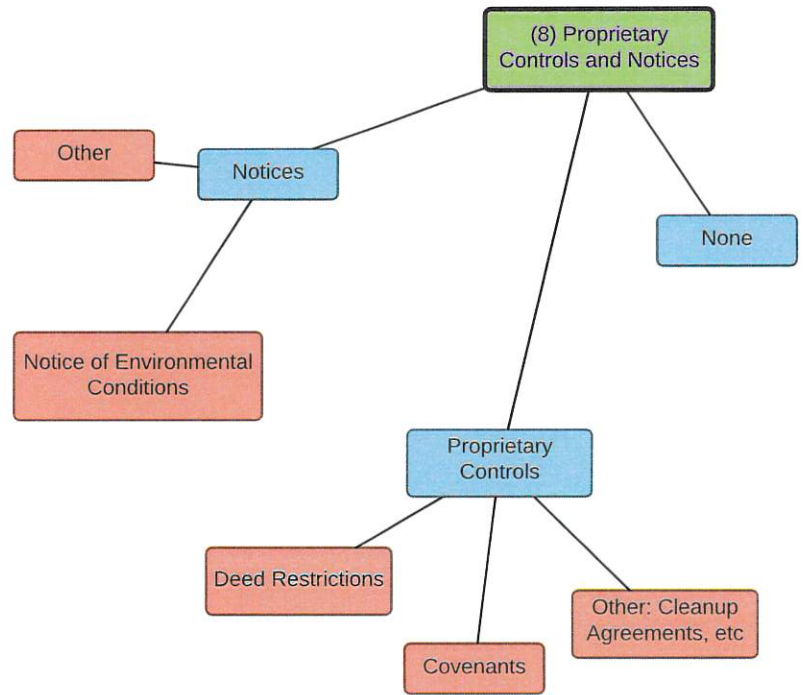 (8) Proprietary
Controls and Notices
Other
Notices
None
Notice of Environmental
Conditions
Proprietary
Controls
Deed Restrictions
Other: Cleanup
Agreements, etc
Covenants